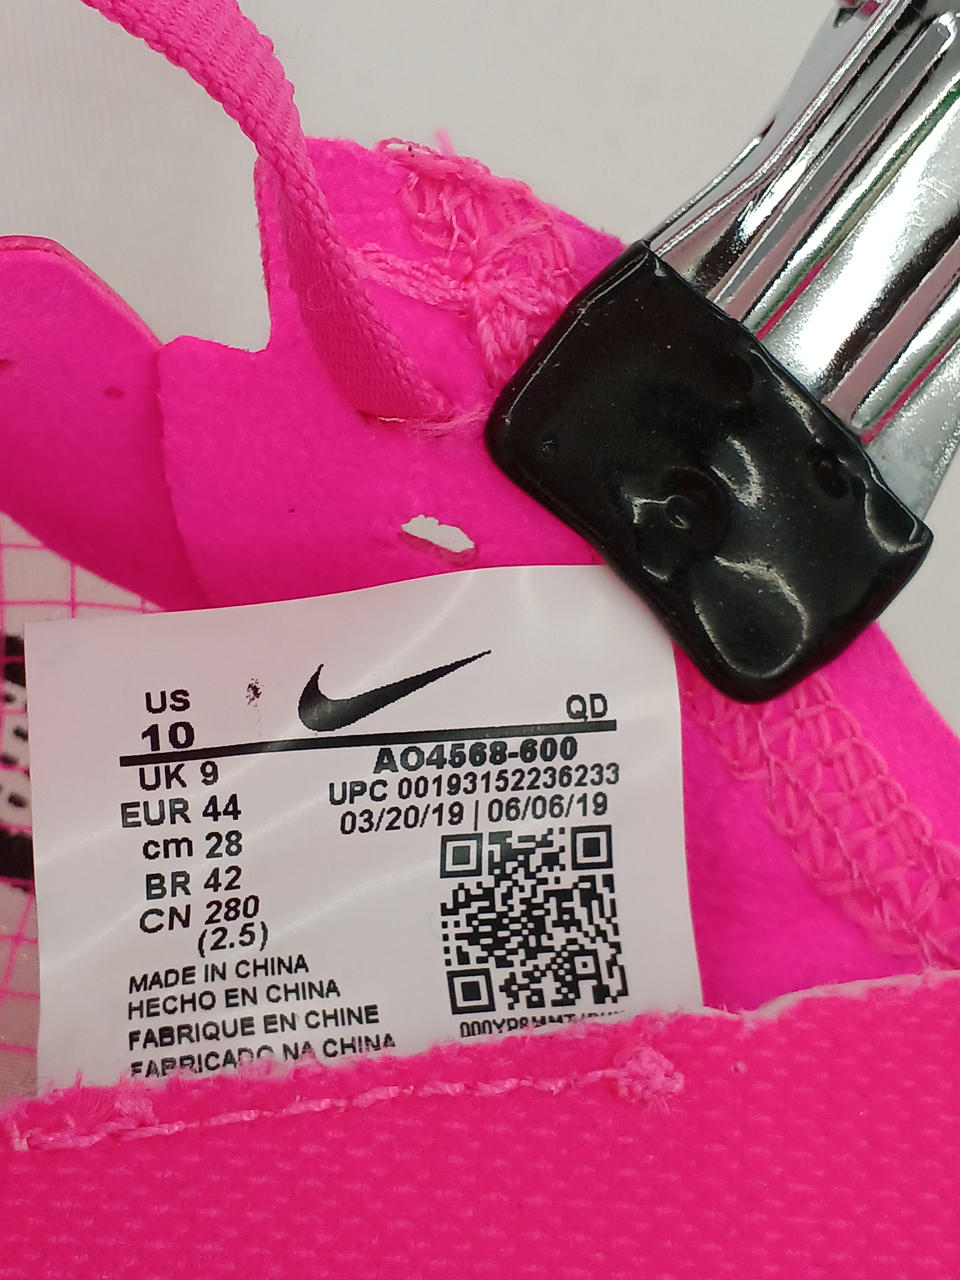 US
10
QD
UK 9
AO4568-600
EUR 44
UPC 00193152236233
cm 28
03/20/19 | 06/06/19
BR 42
CN 280
(2.5)
MADE IN CHINA
HECHO EN CHINA
FABRIQUE EN CHINE
FABRICADO NA CHINA